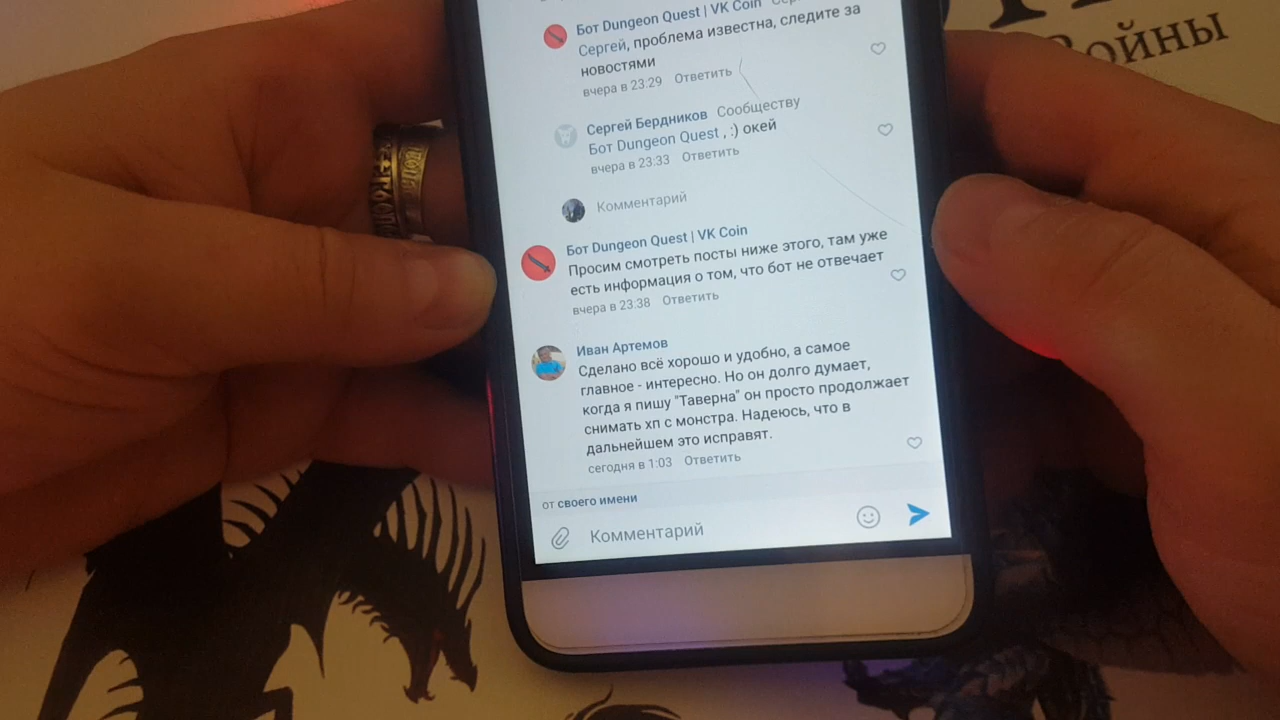 Бот Dungeon Quest | VK Coin
Сергей, проблема известна, следите за
новостями
вчера в 23:29 Ответить
Сергей Бердников Сообществу
Бот Dungeon Quest , :) окей
вчера в 23:33 Ответить
Комментарий
Бот Dungeon Quest | VK Coin
Просим смотреть посты ниже этого, там уже
есть информация о том, что бот не отвечает
вчера в 23:38 Ответить
Иван Артемов
Сделано всё хорошо и удобно, а самое
главное - интересно. Но он долго думает,
когда я пишу "Таверна" он просто продолжает
снимать хп с монстра. Надеюсь, что в
дальнейшем это исправят.
сегодня в 1:03 Ответить
от своего имени
Комментарий